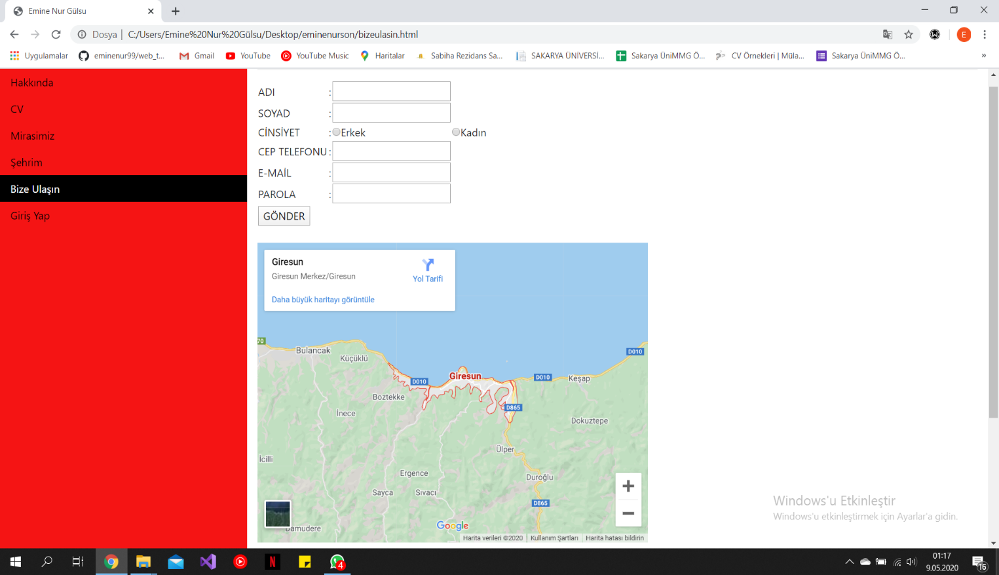 Emine Nur Gülsu
Dosya | C:/Users/Emine%20Nur%20Gülsu/Desktop/eminenurson/bizeulasin.html
E
Uygulamalar
eminenur99/web_t...
Gmail
YouTube
YouTube Music
Haritalar
Sabiha Rezidans Sa...
SAKARYA ÜNİVERSİ...
Sakarya ÜniMMG Ö...
CV Örnekleri | Müla...
Sakarya ÜniMMG Ö...
»
Hakkında
CV
Mirasimiz
Şehrim
Bize Ulaşın
Giriş Yap
ADI :
SOYAD :
CİNSİYET : Erkek Kadın
CEP TELEFONU :
E-MAİL :
PAROLA :
GÖNDER
Giresun
Giresun Merkez/Giresun
Yol Tarifi
Daha büyük haritayı görüntüle
70
Bulancak
D010
Küçüklü
Giresun
D010
D010
Keşap
Boztekke
D865
İnece
Dokuztepe
Ülper
İcilli
Ergence
Duroğlu
Sayca
Sıvacı
D865
Damudere
Google
Harita verileri ©2020 Kullanım Şartları Harita hatası bildirin
Windows'u Etkinleştir
Windows'u etkinleştirmek için Ayarlar'a gidin.
N
4
01:17
9.05.2020
16